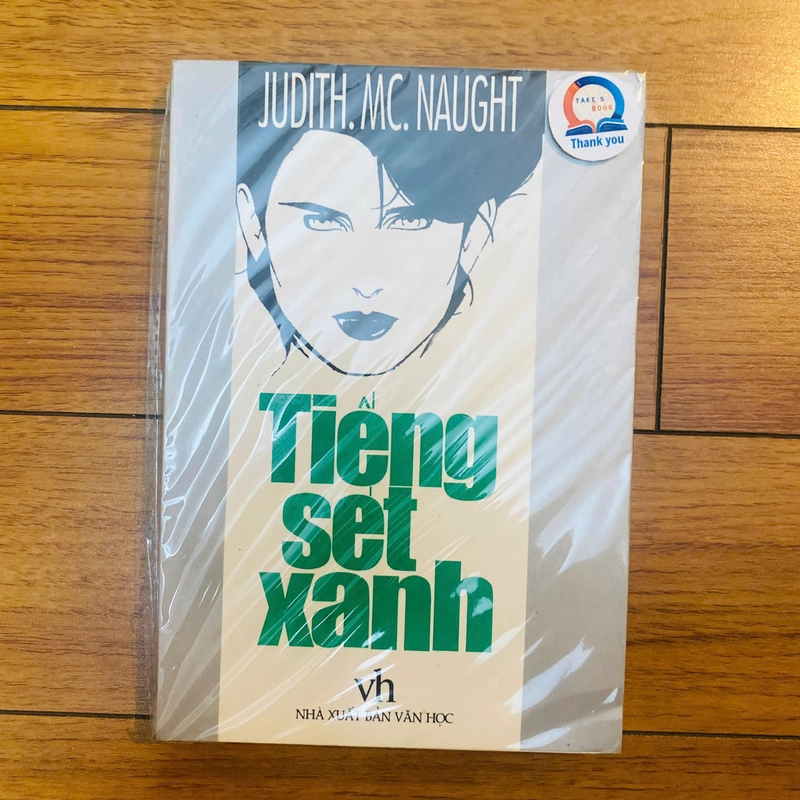 JUDITH. MC. NAUGHT
TAKE'S
BOOK
Thank you
Tiếng
sét
xanh
vh
NHÀ XUẤT BẢN VĂN HỌC